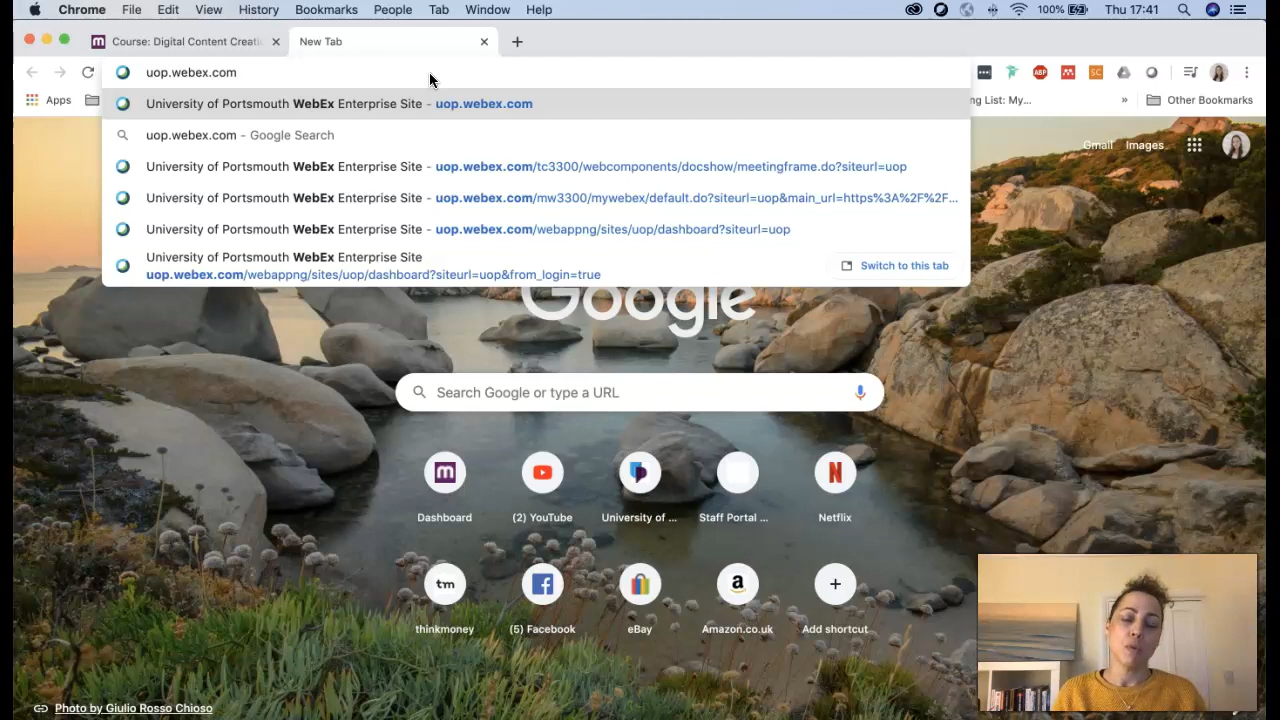 Chrome File Edit View History Bookmarks People Tab Window Help 100% Thu 17:41
Course: Digital Content Creati New Tab
uop.webex.com
ABP SC
Apps
ng List: My... » Other Bookmarks
University of Portsmouth WebEx Enterprise Site - uop.webex.com
uop.webex.com - Google Search
University of Portsmouth WebEx Enterprise Site - uop.webex.com/tc3300/webcomponents/docshow/meetingframe.do?siteurl=uop
University of Portsmouth WebEx Enterprise Site - uop.webex.com/mw3300/mywebex/default.do?siteurl=uop&main_url=https%3A%2F%2F...
University of Portsmouth WebEx Enterprise Site - uop.webex.com/webappng/sites/uop/dashboard?siteurl=uop
University of Portsmouth WebEx Enterprise Site
uop.webex.com/webappng/sites/uop/dashboard?siteurl=uop&from_login=true
Switch to this tab
Gmail Images
Google
Search Google or type a URL
Dashboard (2) YouTube University of ... Staff Portal ... Netflix
tm
thinkmoney (5) Facebook eBay Amazon.co.uk Add shortcut
Photo by Giulio Rosso Chioso